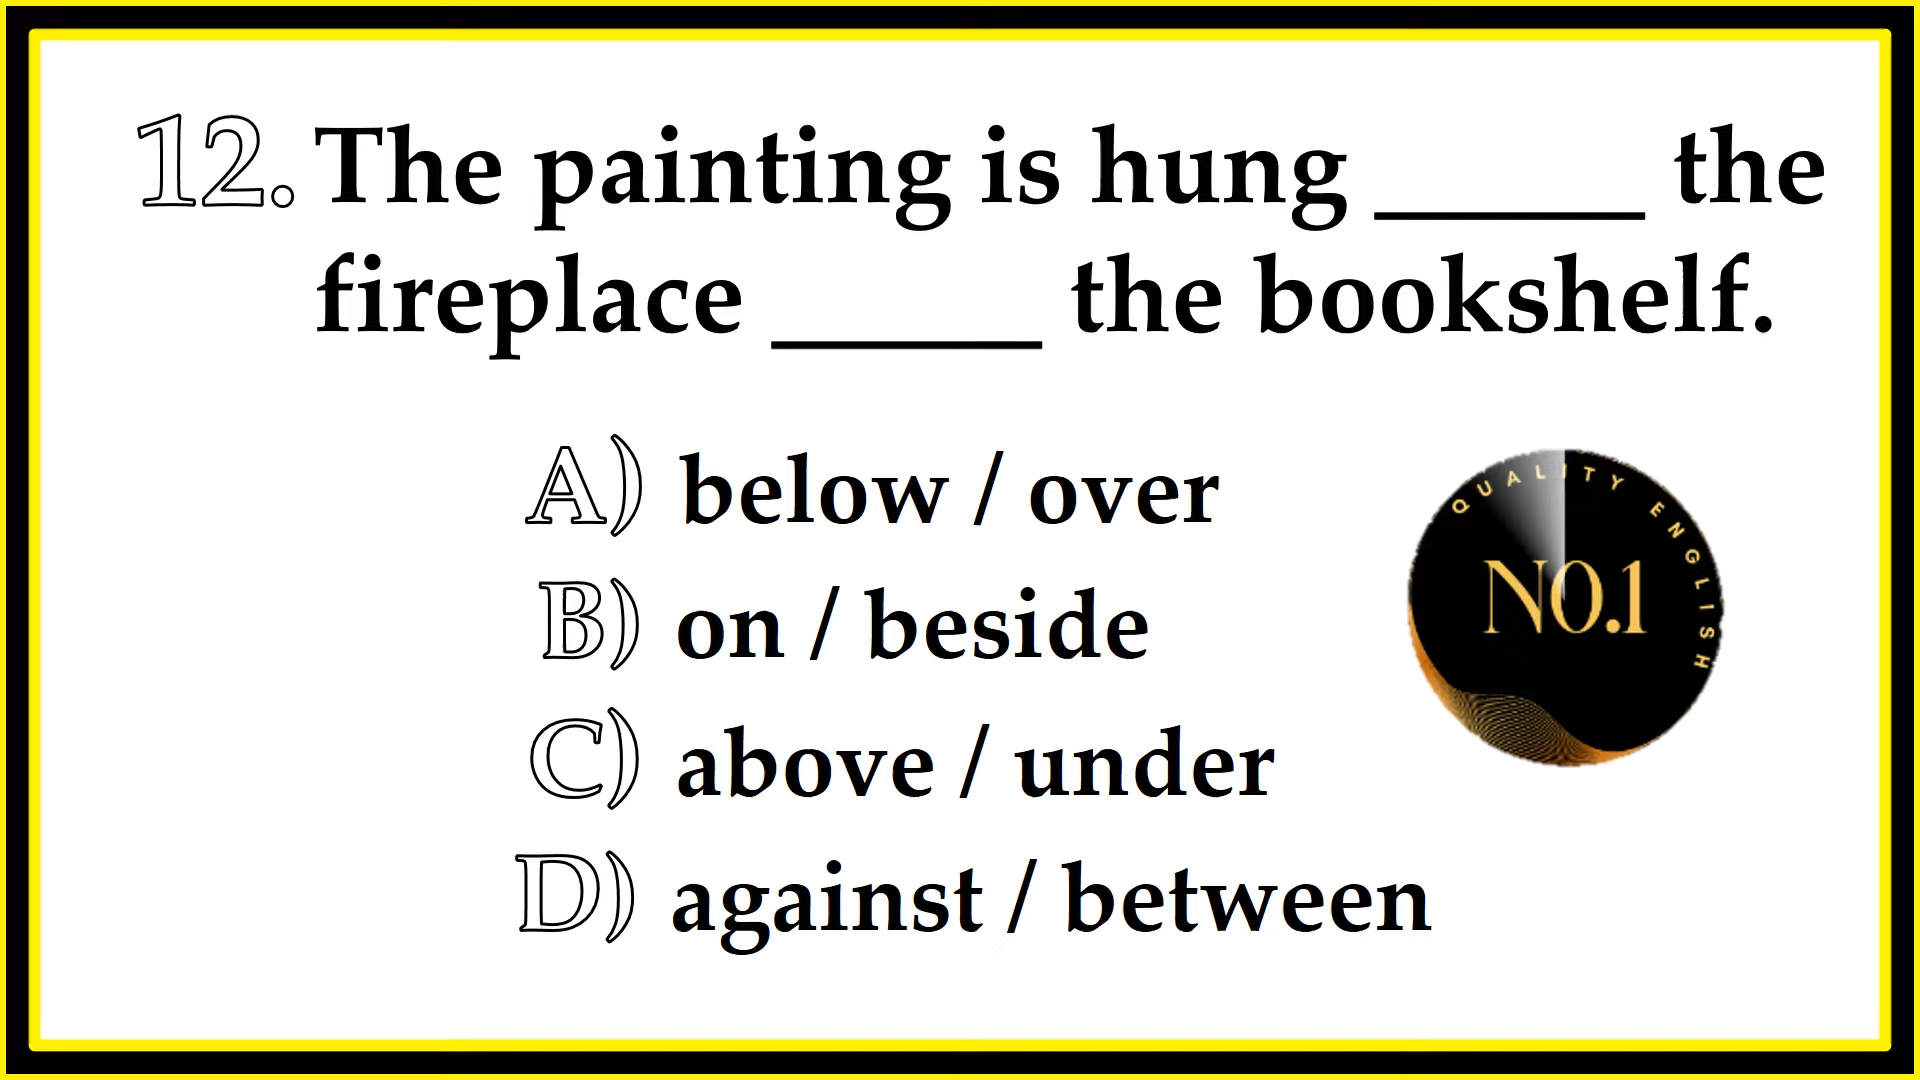 12. The painting is hung _____ the
fireplace _____ the bookshelf.
A) below / over
B) on / beside
C) above / under
D) against / between
QUALITY ENGLISH
NO.1